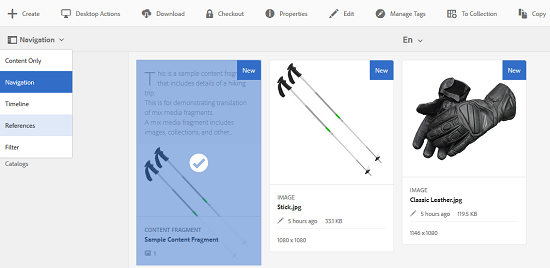 Create
Desktop Actions
Download
Checkout
Properties
Edit
Manage Tags
To Collection
Copy
Navigation
En
Content Only
Navigation
Timeline
References
Filter
Catalogs
New
This is a sample content fragment
that includes details of a hiking
trip.
This is for demonstrating translation
of mix media fragments.
A mix media fragment includes
images, collections, and other..
CONTENT FRAGMENT
Sample Content Fragment
1
New
IMAGE
Stick.jpg
5 hours ago 33.1 KB
1080 x 1080
New
IMAGE
Classic Leather.jpg
5 hours ago 119.5 KB
1146 x 1080